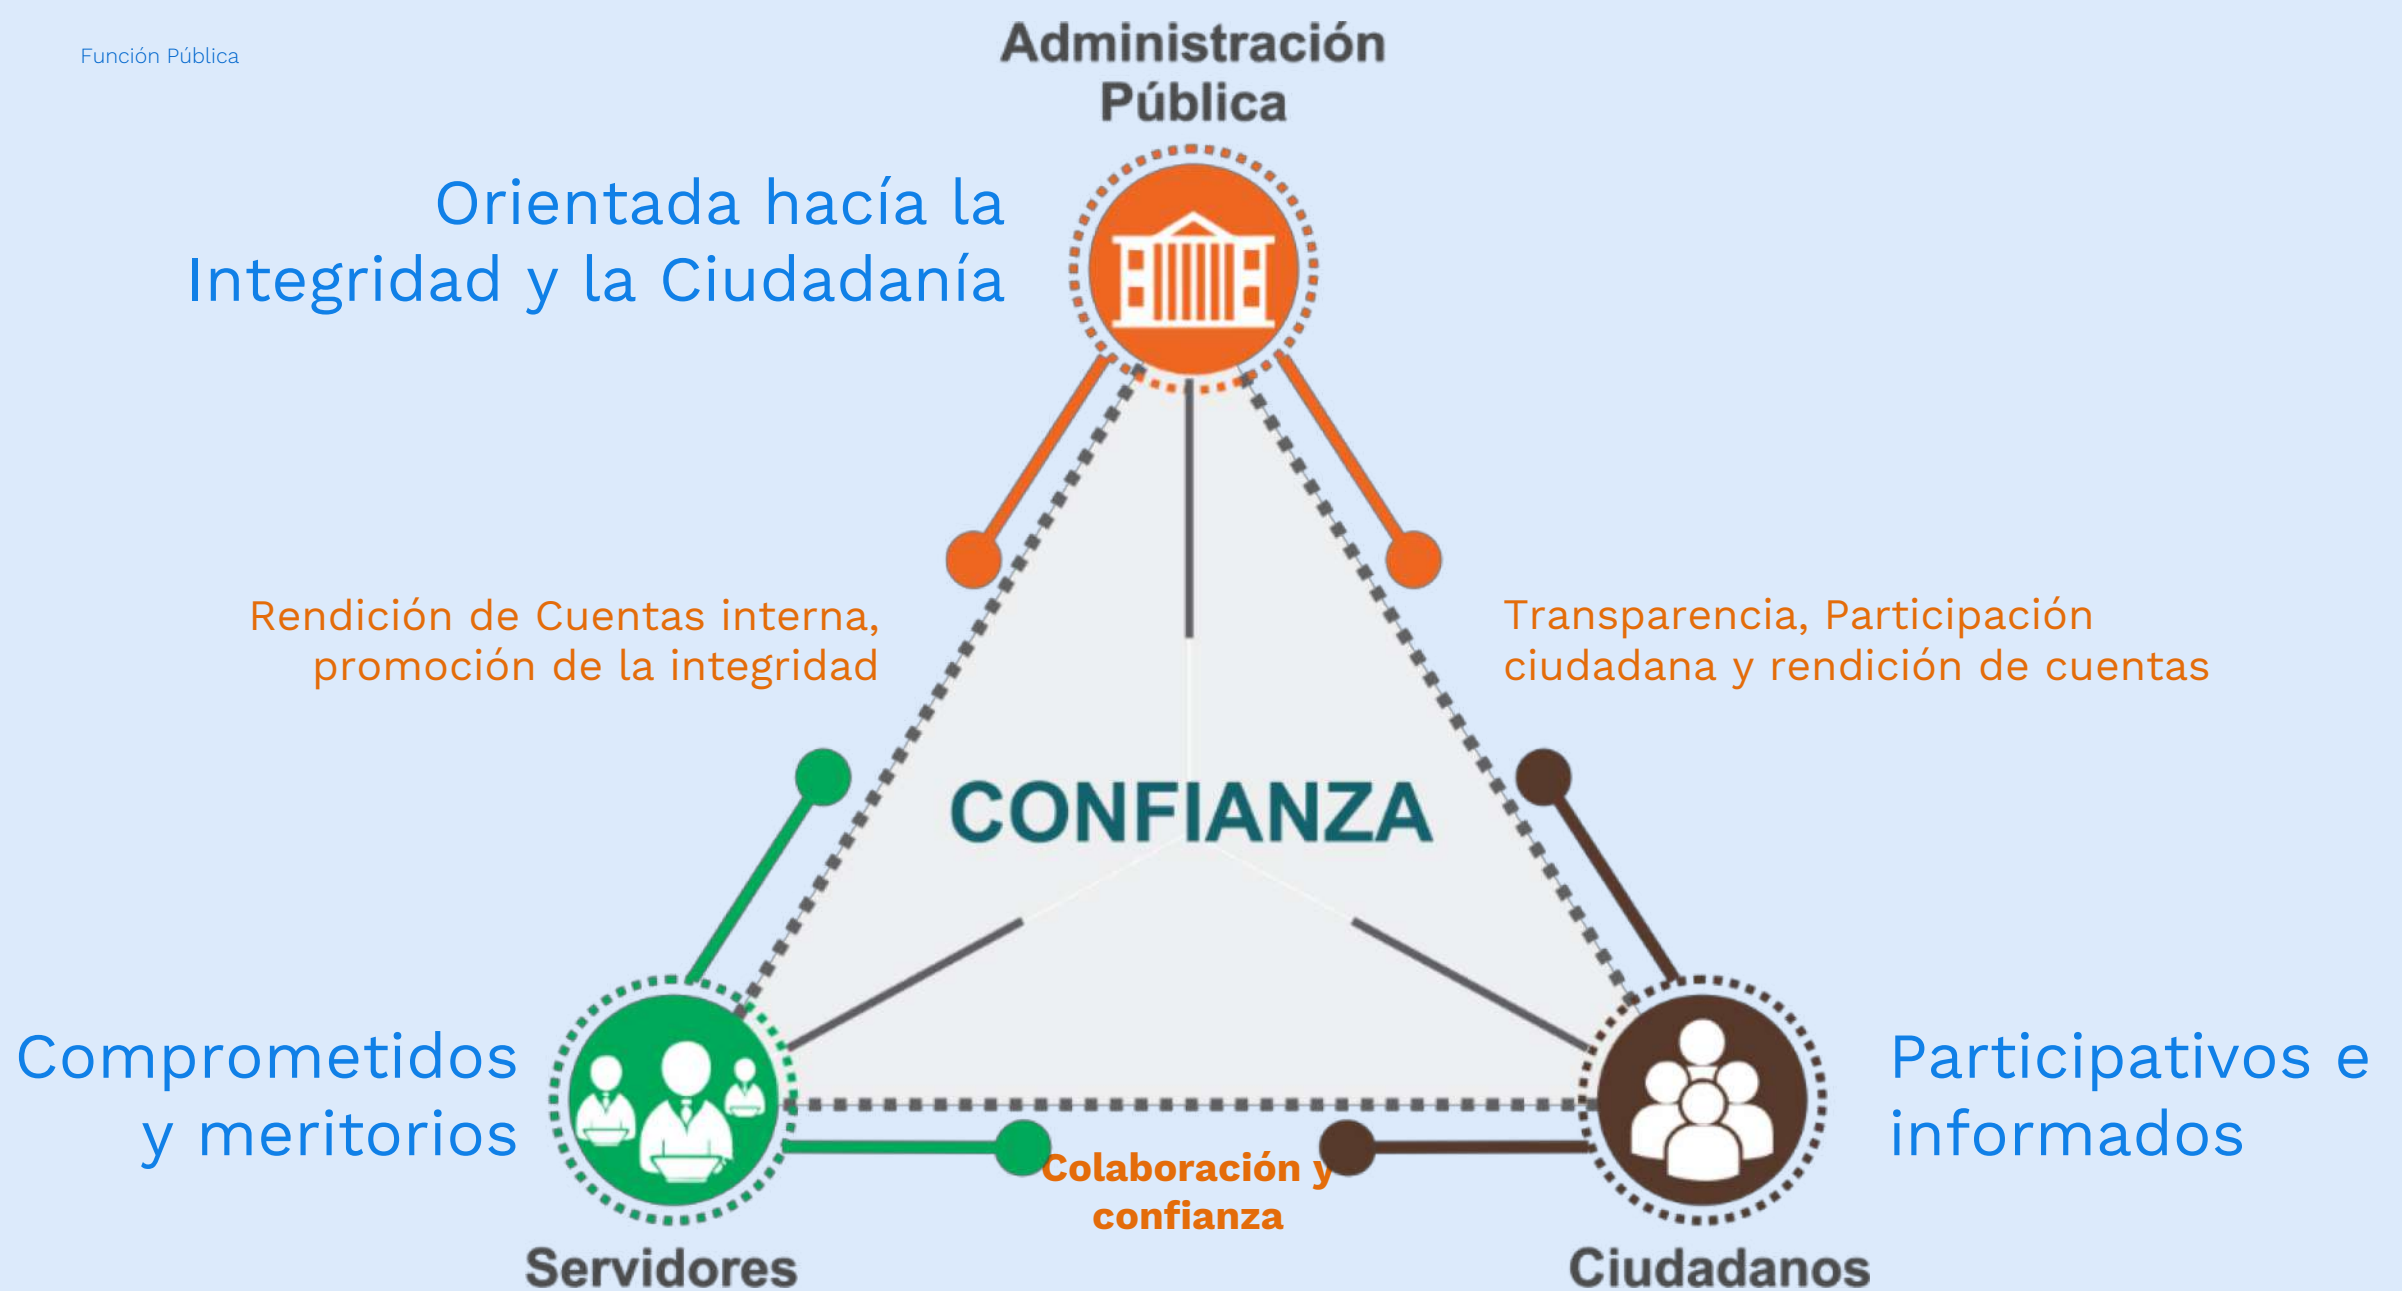 Función Pública
Administración
Pública
Orientada hacía la
Integridad y la Ciudadanía
Rendición de Cuentas interna,
promoción de la integridad
Transparencia, Participación
ciudadana y rendición de cuentas
CONFIANZA
Comprometidos
y meritorios
Participativos e
informados
Colaboración y
confianza
Servidores
Ciudadanos